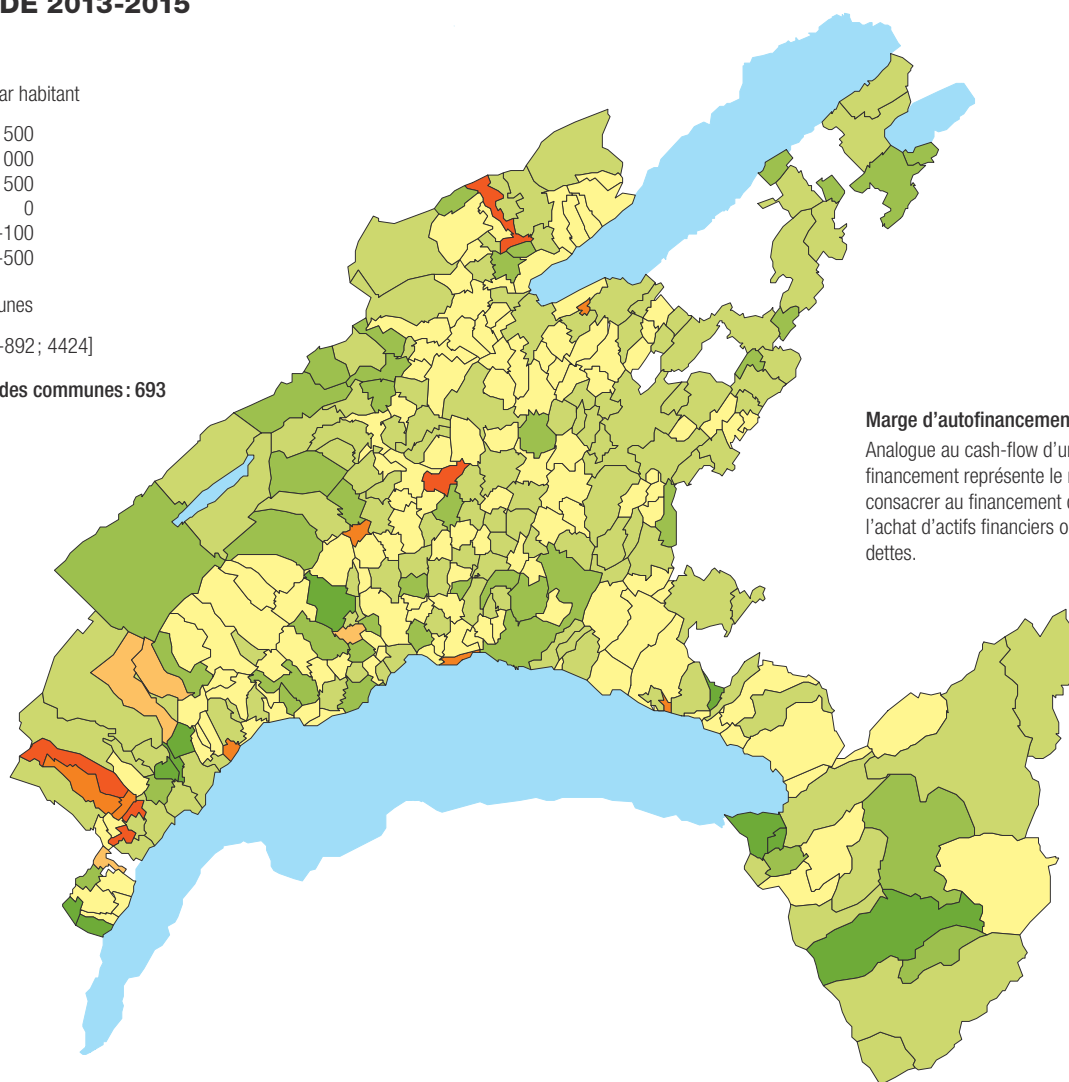 DE 2013-2015
ar habitant
500
000
500
0
-100
-500
unes
-892 ; 4424]
des communes : 693
Marge d'autofinancemen
Analogue au cash-flow d'u
financement représente le
consacrer au financement
l'achat d'actifs financiers o
dettes.